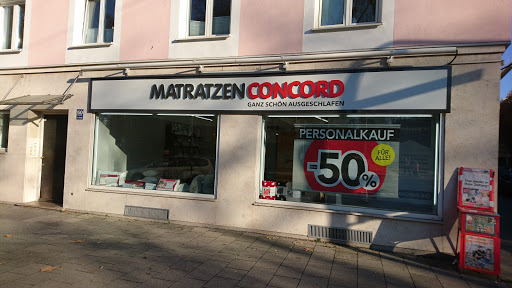 MATRATZEN CONCORD
GANZ SCHÖN AUSGESCHLAFEN
PERSONALKAUF
-50%
FÜR
ALLE!